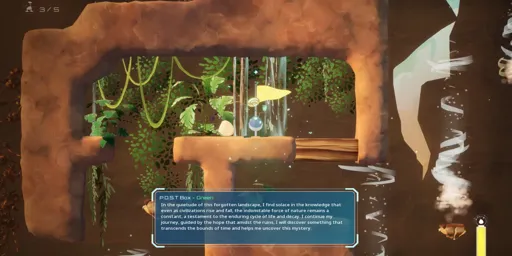 3/5
P.O.S.T Box - Green
In the quietude of this forgotten landscape, I find solace in the knowledge that
even as civilizations rise and fall, the indomitable force of nature remains a
constant, a testament to the enduring cycle of life and decay. I continue my
journey, guided by the hope that amidst the ruins, I will discover something that
transcends the bounds of time and helps me uncover this mystery.